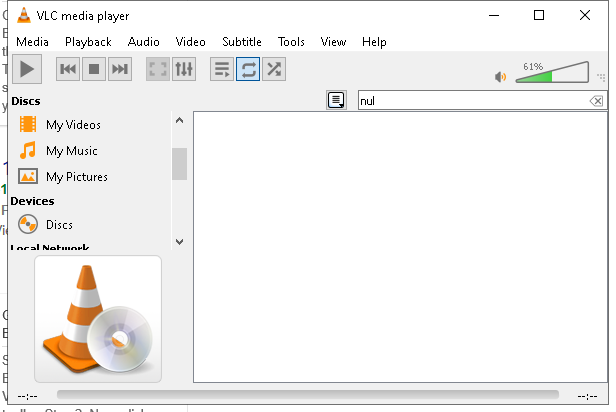 VLC media player
Media Playback Audio Video Subtitle Tools View Help
61%
Discs
nul
My Videos
My Music
My Pictures
Devices
Discs
Local Network
--:--
--:--